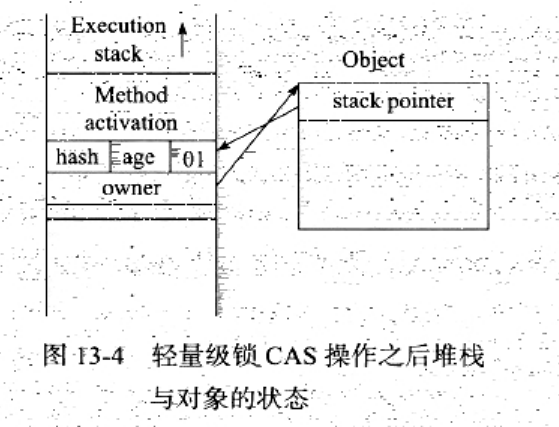 Execution
stack
Object
Method
activation
stack pointer
hash age 01
owner
图 13-4 轻量级锁 CAS 操作之后堆栈
与对象的状态